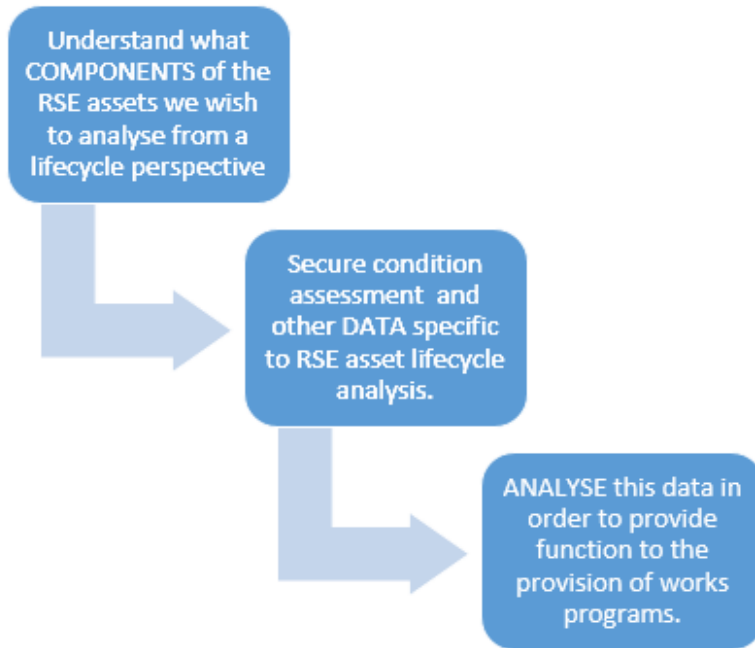 Understand what
COMPONENTS of the
RSE assets we wish
to analyse from a
lifecycle perspective
Secure condition
assessment and
other DATA specific
to RSE asset lifecycle
analysis.
ANALYSE this data in
order to provide
function to the
provision of works
programs.